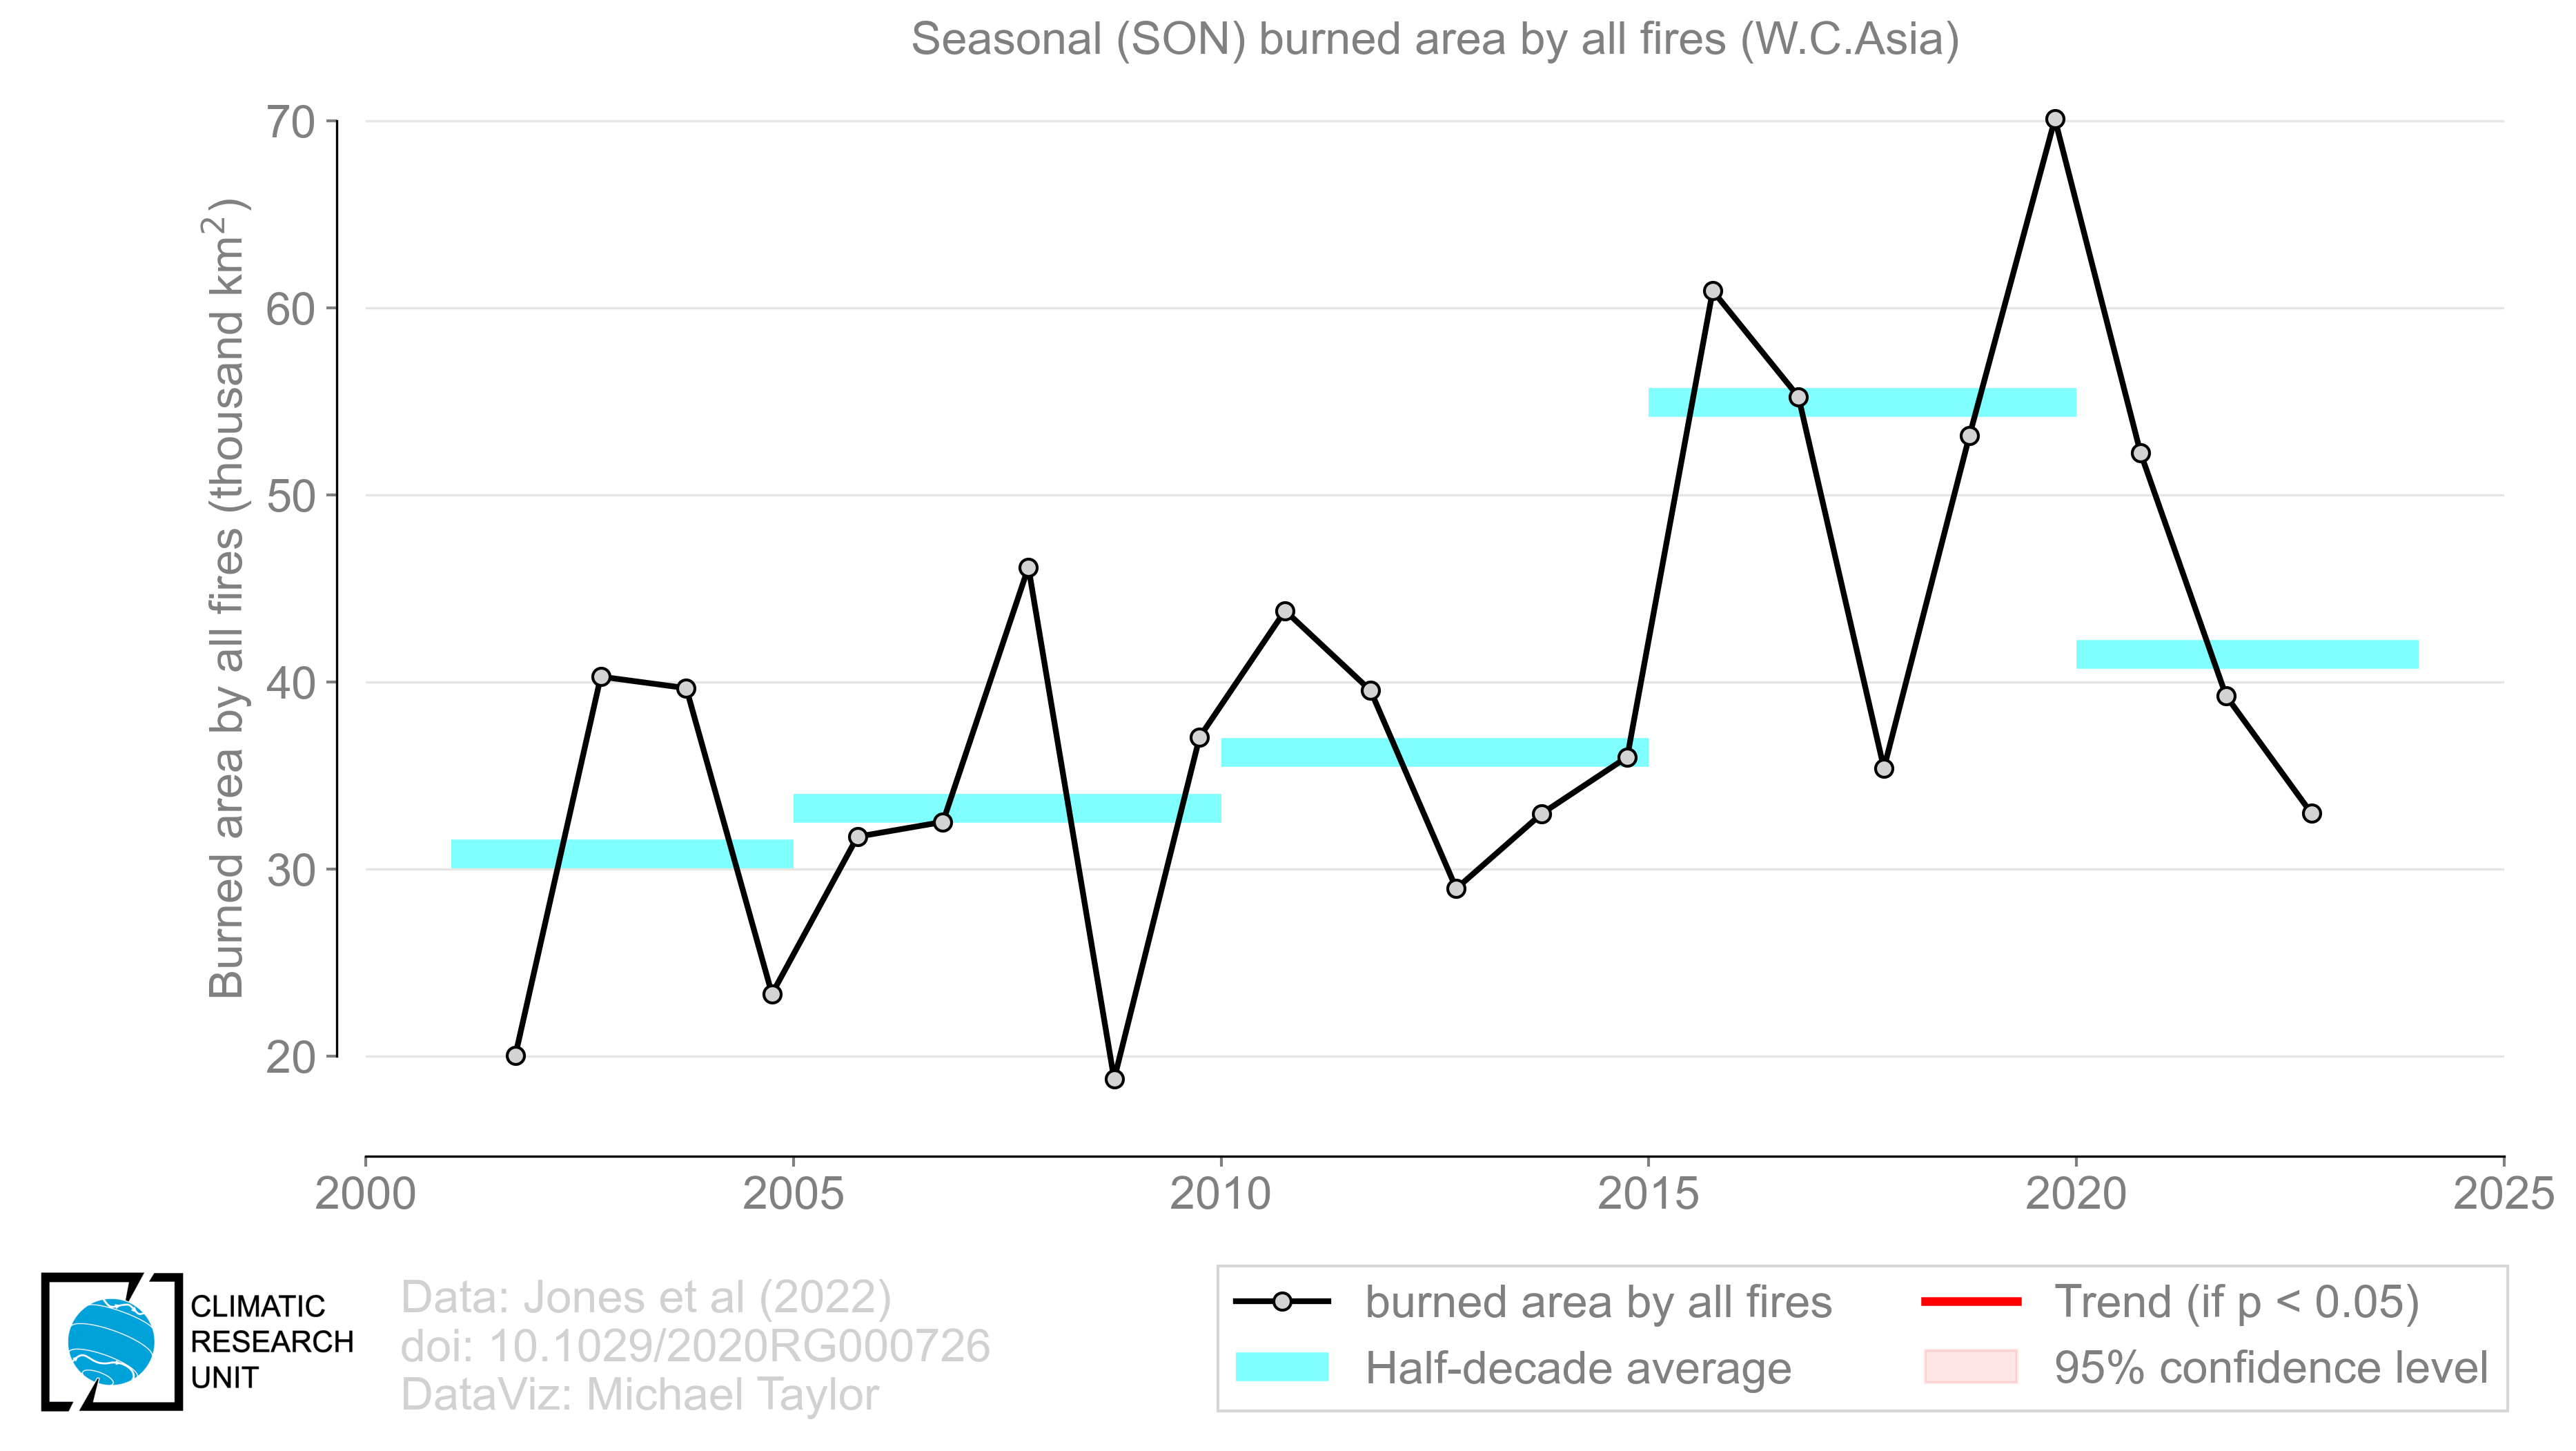 Seasonal (SON) burned area by all fires (W.C.Asia)
Burned area by all fires (thousand km²)
70
60
50
40
30
20
2000 2005 2010 2015 2020 2025
CLIMATIC
RESEARCH
UNIT
Data: Jones et al (2022)
doi: 10.1029/2020RG000726
DataViz: Michael Taylor
burned area by all fires
Half-decade average
Trend (if p < 0.05)
95% confidence level